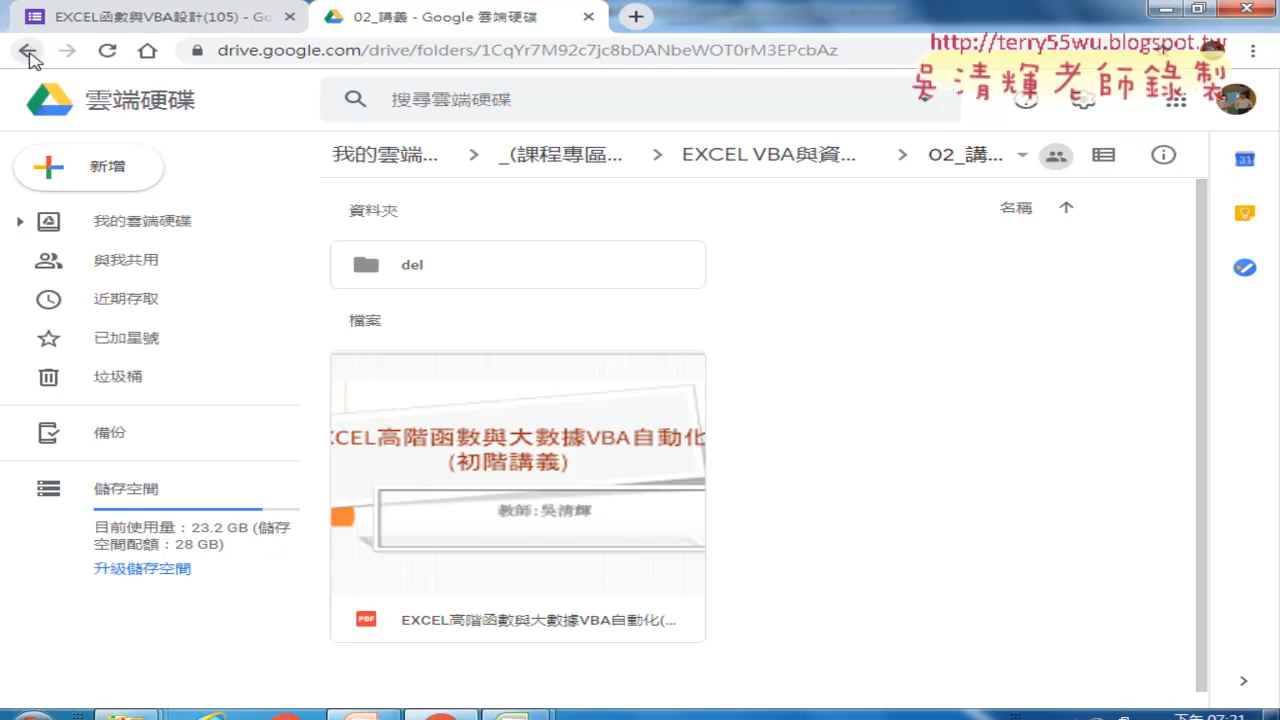 EXCEL函數與VBA設計(105) - Go
02_講義 - Google 雲端硬碟
drive.google.com/drive/folders/1CqYr7M92c7jc8bDANbeWOT0rM3EPcbAz
http://terry55wu.blogspot.tw
吳清輝老師錄製
雲端硬碟
搜尋雲端硬碟
新增
我的雲端...
_(課程專區...
EXCEL VBA與資...
02_講...
31
我的雲端硬碟
資料夾
名稱
與我共用
del
近期存取
檔案
已加星號
垃圾桶
備份
XCEL高階函數與大數據VBA自動化
(初階講義)
儲存空間
教師:吳清輝
目前使用量：23.2 GB (儲存
空間配額：28 GB)
升級儲存空間
PDF
EXCEL高階函數與大數據VBA自動化(...
下午 07:21